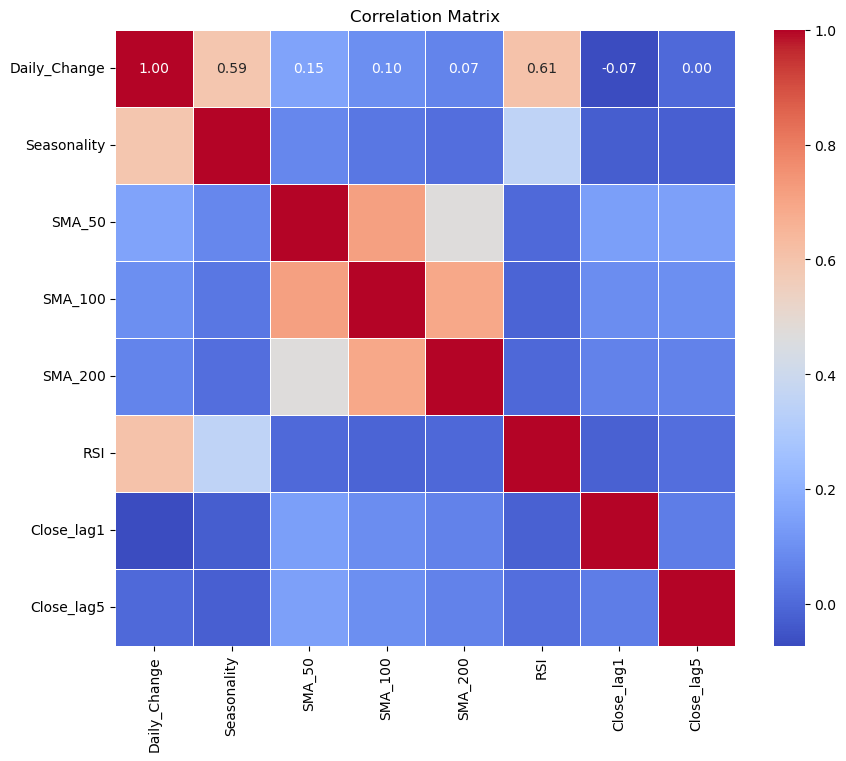 Correlation Matrix
Daily_Change 1.00 0.59 0.15 0.10 0.07 0.61 -0.07 0.00
Seasonality
SMA_50
SMA_100
SMA_200
RSI
Close_lag1
Close_lag5
Daily_Change Seasonality SMA_50 SMA_100 SMA_200 RSI Close_lag1 Close_lag5
1.0
0.8
0.6
0.4
0.2
0.0